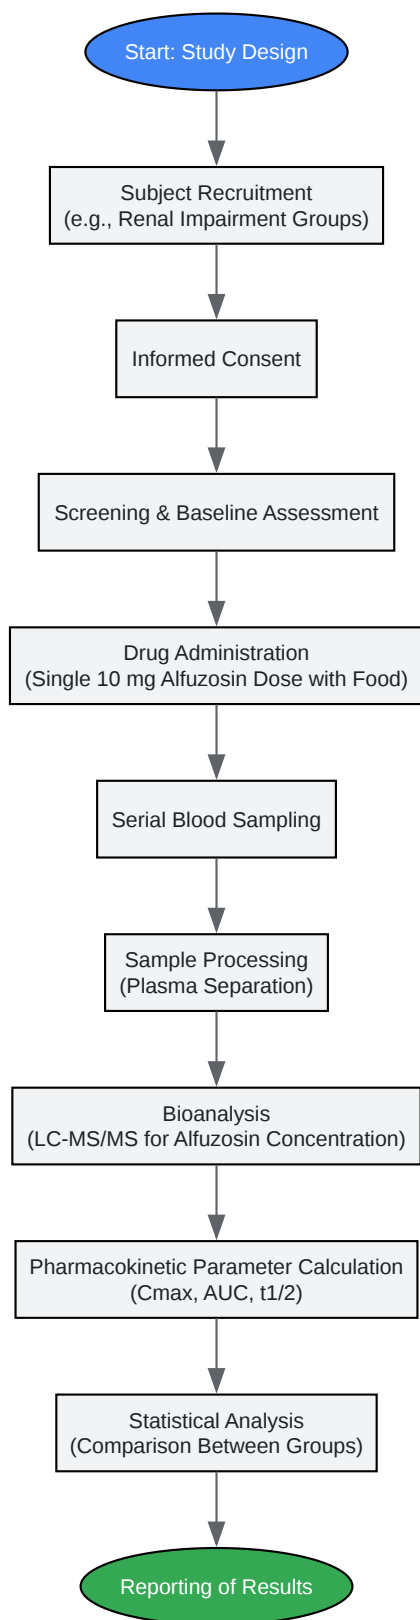 Start: Study Design
Subject Recruitment
(e.g., Renal Impairment Groups)
Informed Consent
Screening & Baseline Assessment
Drug Administration
(Single 10 mg Alfuzosin Dose with Food)
Serial Blood Sampling
Sample Processing
(Plasma Separation)
Bioanalysis
(LC-MS/MS for Alfuzosin Concentration)
Pharmacokinetic Parameter Calculation
(Cmax, AUC, t1/2)
Statistical Analysis
(Comparison Between Groups)
Reporting of Results